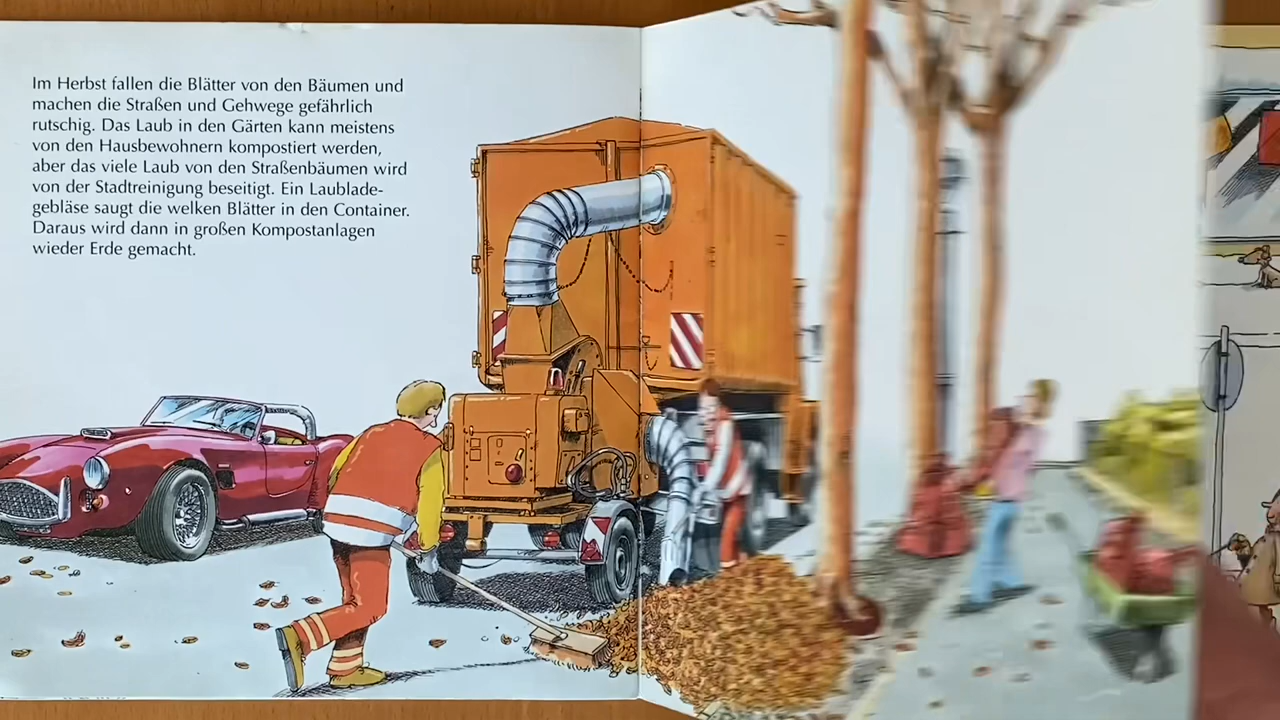 Im Herbst fallen die Blätter von den Bäumen und
machen die Straßen und Gehwege gefährlich
rutschig. Das Laub in den Gärten kann meistens
von den Hausbewohnern kompostiert werden,
aber das viele Laub von den Straßenbäumen wird
von der Stadtreinigung beseitigt. Ein Laublade-
gebläse saugt die welken Blätter in den Container.
Daraus wird dann in großen Kompostanlagen
wieder Erde gemacht.